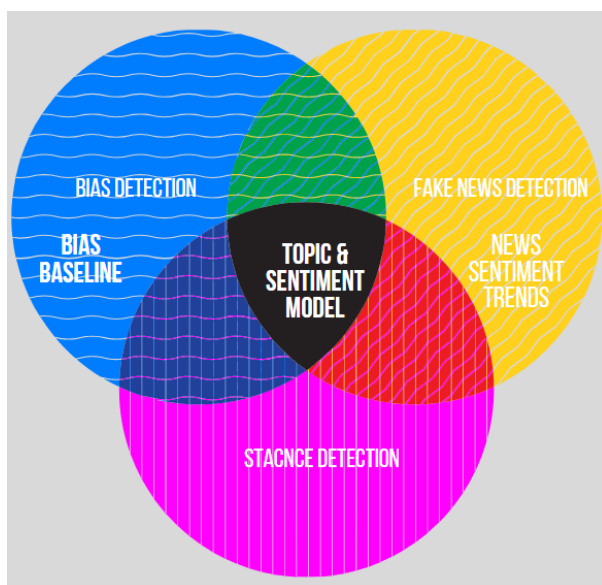 BIAS DETECTION
FAKE NEWS DETECTION
BIAS
BASELINE
TOPIC &
SENTIMENT
MODEL
NEWS
SENTIMENT
TRENDS
STACNCE DETECTION